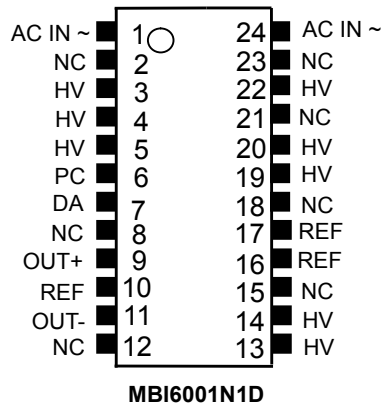 AC IN ~ 1 24 AC IN ~
NC 2 23 NC
HV 3 22 HV
HV 4 21 NC
HV 5 20 HV
PC 6 19 HV
DA 7 18 NC
NC 8 17 REF
OUT+ 9 16 REF
REF 10 15 NC
OUT- 11 14 HV
NC 12 13 HV
MBI6001N1D